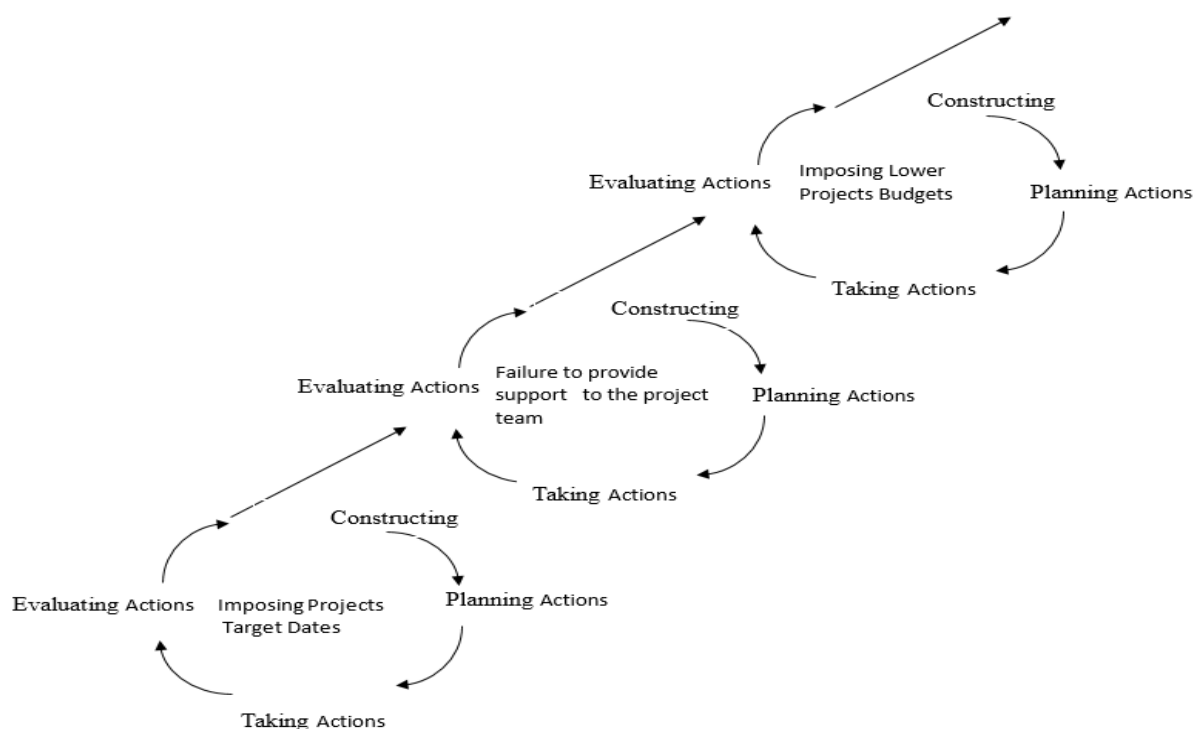 Constructing
Evaluating Actions
Imposing Lower
Projects Budgets
Planning Actions
Taking Actions
Constructing
Evaluating Actions
Failure to provide
support to the project
team
Planning Actions
Taking Actions
Constructing
Evaluating Actions
Imposing Projects
Target Dates
Planning Actions
Taking Actions